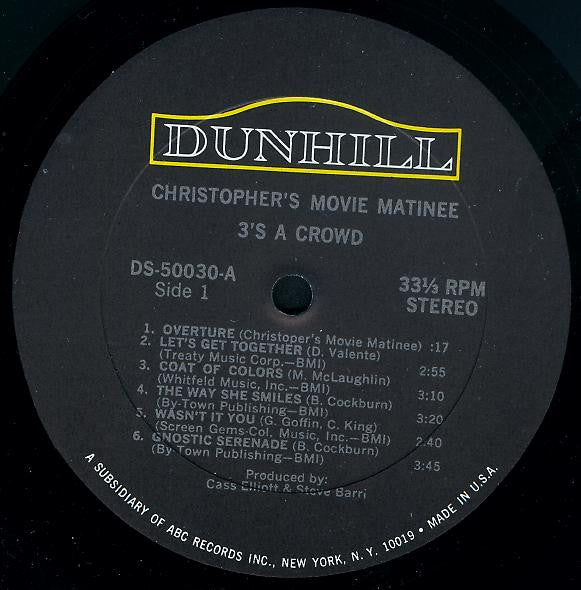 DUNHILL
CHRISTOPHER'S MOVIE MATINEE
3'S A CROWD
DS-50030-A
Side 1
33⅓ RPM
STEREO
1. OVERTURE (Christoper's Movie Matinee) :17
2. LET'S GET TOGETHER (D. Valente)
(Treaty Music Corp.—BMI) 2:55
3. COAT OF COLORS (M. McLaughlin)
(Whitfeld Music, Inc.—BMI) 3:10
4. THE WAY SHE SMILES (B. Cockburn)
(By-Town Publishing—BMI) 3:20
5. WASN'T IT YOU (G. Goffin, C. King)
(Screen Gems-Col. Music, Inc.—BMI) 2:40
6. GNOSTIC SERENADE (B. Cockburn)
(By-Town Publishing—BMI) 3:45
Produced by:
Cass Elliott & Steve Barri
A SUBSIDIARY OF ABC RECORDS INC., NEW YORK, N. Y. 10019 • MADE IN U.S.A.